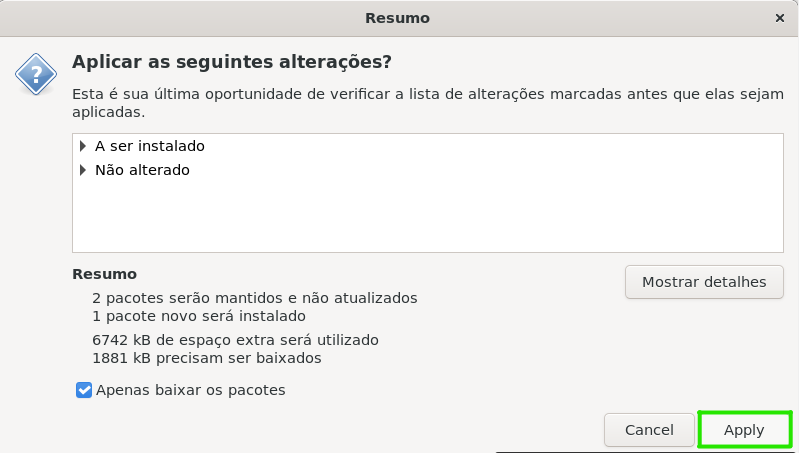 Resumo
Aplicar as seguintes alterações?
Esta é sua última oportunidade de verificar a lista de alterações marcadas antes que elas sejam
aplicadas.
A ser instalado
Não alterado
Resumo
Mostrar detalhes
2 pacotes serão mantidos e não atualizados
1 pacote novo será instalado
6742 kB de espaço extra será utilizado
1881 kB precisam ser baixados
Apenas baixar os pacotes
Cancel
Apply